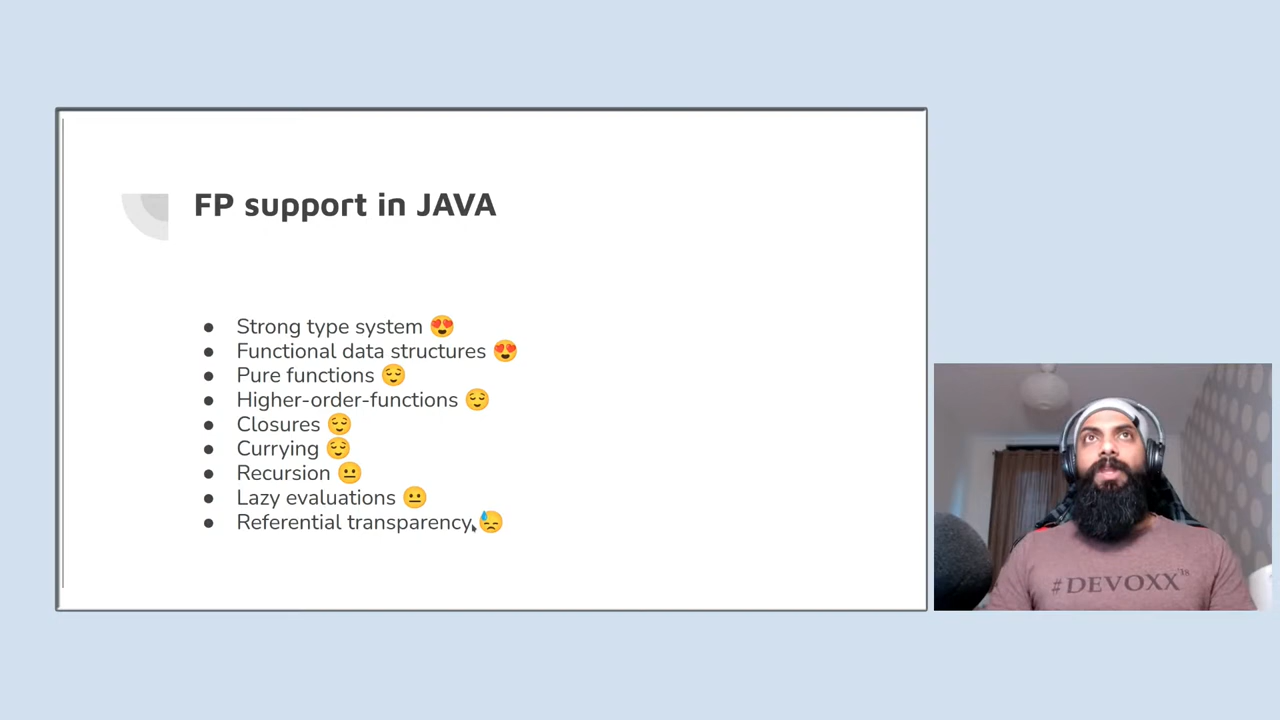 FP support in JAVA
● Strong type system 😍
● Functional data structures 😍
● Pure functions 😌
● Higher-order-functions 😌
● Closures 😌
● Currying 😌
● Recursion 😐
● Lazy evaluations 😐
● Referential transparency 😓
#DEVOXX'18